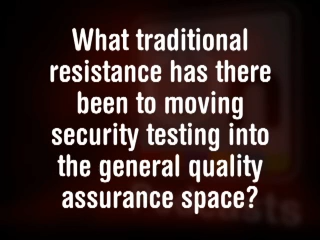 What traditional
resistance has there
been to moving
security testing into
the general quality
assurance space?